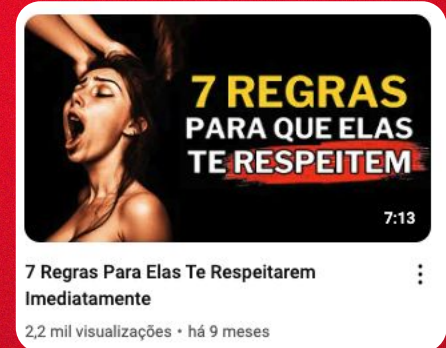 7 REGRAS
PARA QUE ELAS
TE RESPEITEM
7:13
7 Regras Para Elas Te Respeitarem
Imediatamente
2,2 mil visualizações • há 9 meses